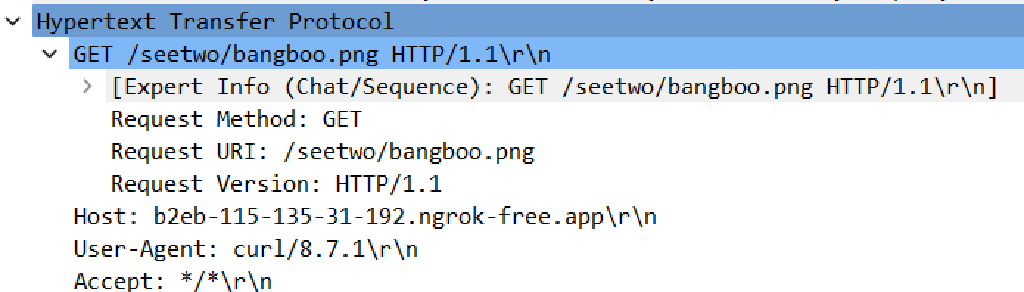 Hypertext Transfer Protocol
GET /seetwo/bangboo.png HTTP/1.1\r\n
[Expert Info (Chat/Sequence): GET /seetwo/bangboo.png HTTP/1.1\r\n]
Request Method: GET
Request URI: /seetwo/bangboo.png
Request Version: HTTP/1.1
Host: b2eb-115-135-31-192.ngrok-free.app\r\n
User-Agent: curl/8.7.1\r\n
Accept: */*\r\n